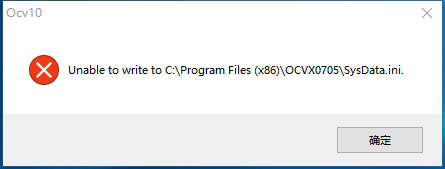 Ocv10
Unable to write to C:\Program Files (x86)\OCVX0705\SysData.ini.
确定